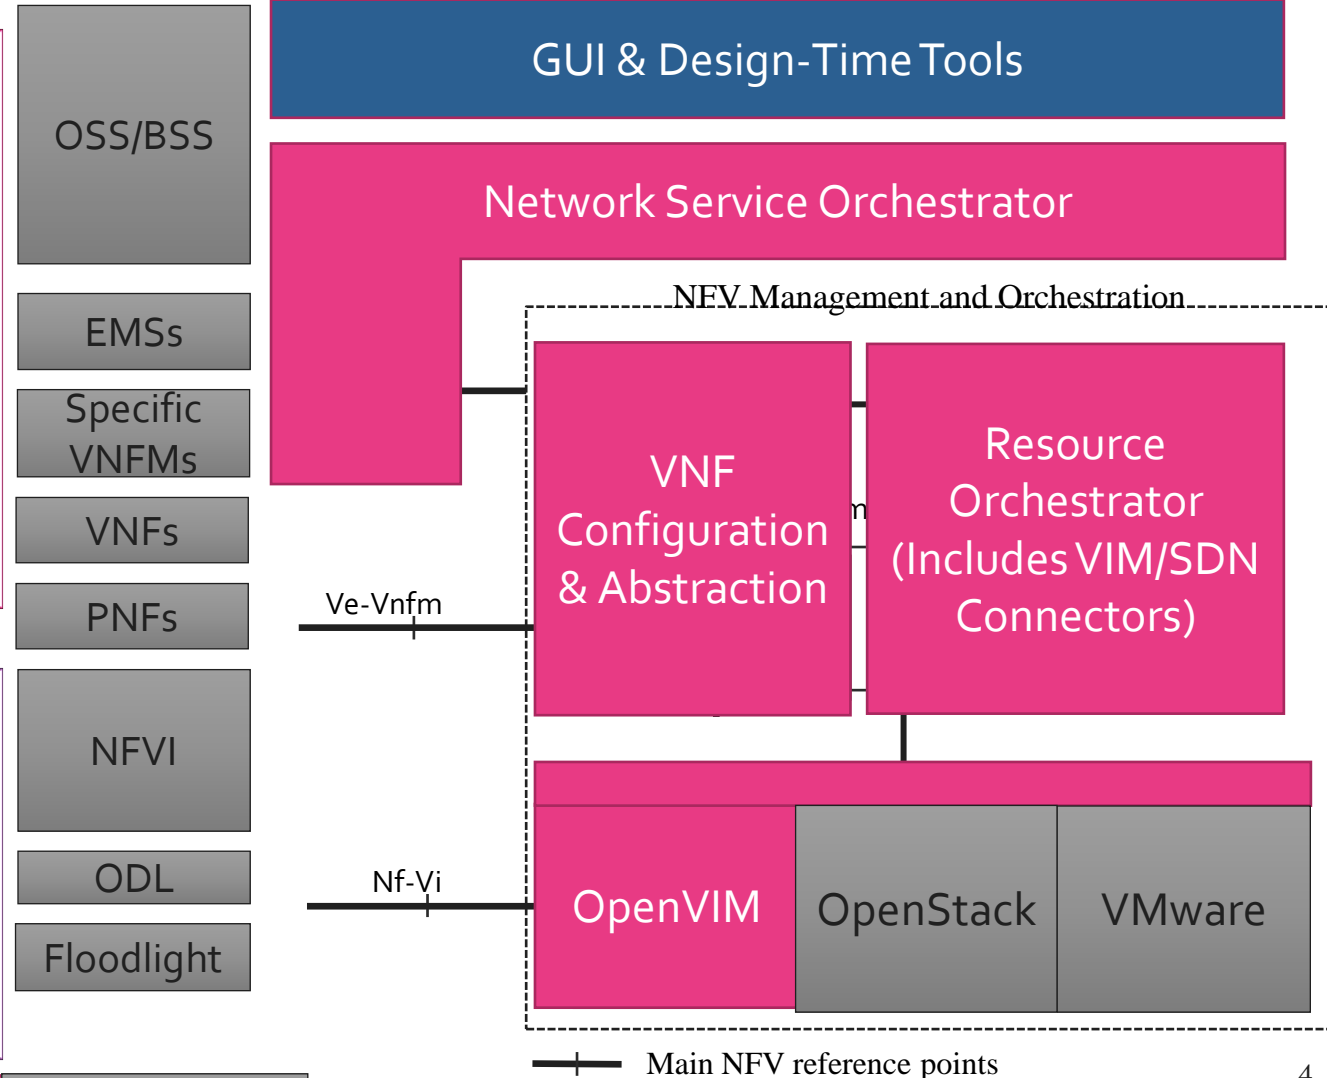 GUI & Design-Time Tools
OSS/BSS
Network Service Orchestrator
NFV Management and Orchestration
EMSs
Specific
VNFMs
VNFs
PNFs
NFVI
ODL
Floodlight
Ve-Vnfm
Nf-Vi
VNF
Configuration
& Abstraction
m
Resource
Orchestrator
(Includes VIM/SDN
Connectors)
OpenVIM
OpenStack
VMware
Main NFV reference points
4